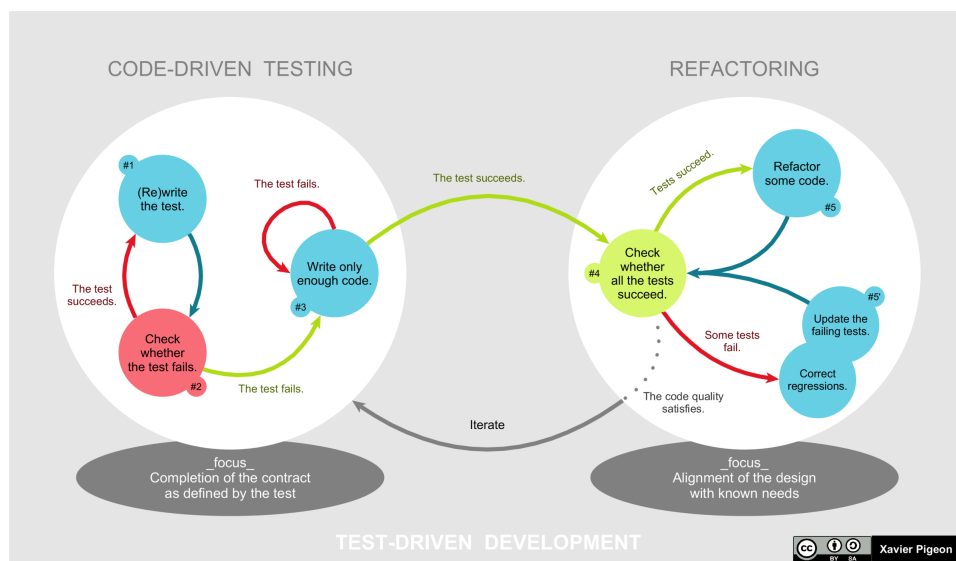 CODE-DRIVEN TESTING
REFACTORING
#1
(Re)write
the test.
The test
succeeds.
Check
whether
the test fails.
#2
The test fails.
The test fails.
Write only
enough code.
#3
The test succeeds.
#4
Check
whether
all the tests
succeed.
Tests succeed.
Refactor
some code.
#5
#5'
Update the
failing tests.
Correct
regressions.
Some tests
fail.
The code quality
satisfies.
Iterate
_focus_
Completion of the contract
as defined by the test
_focus_
Alignment of the design
with known needs
TEST-DRIVEN DEVELOPMENT
cc
BY SA
Xavier Pigeon